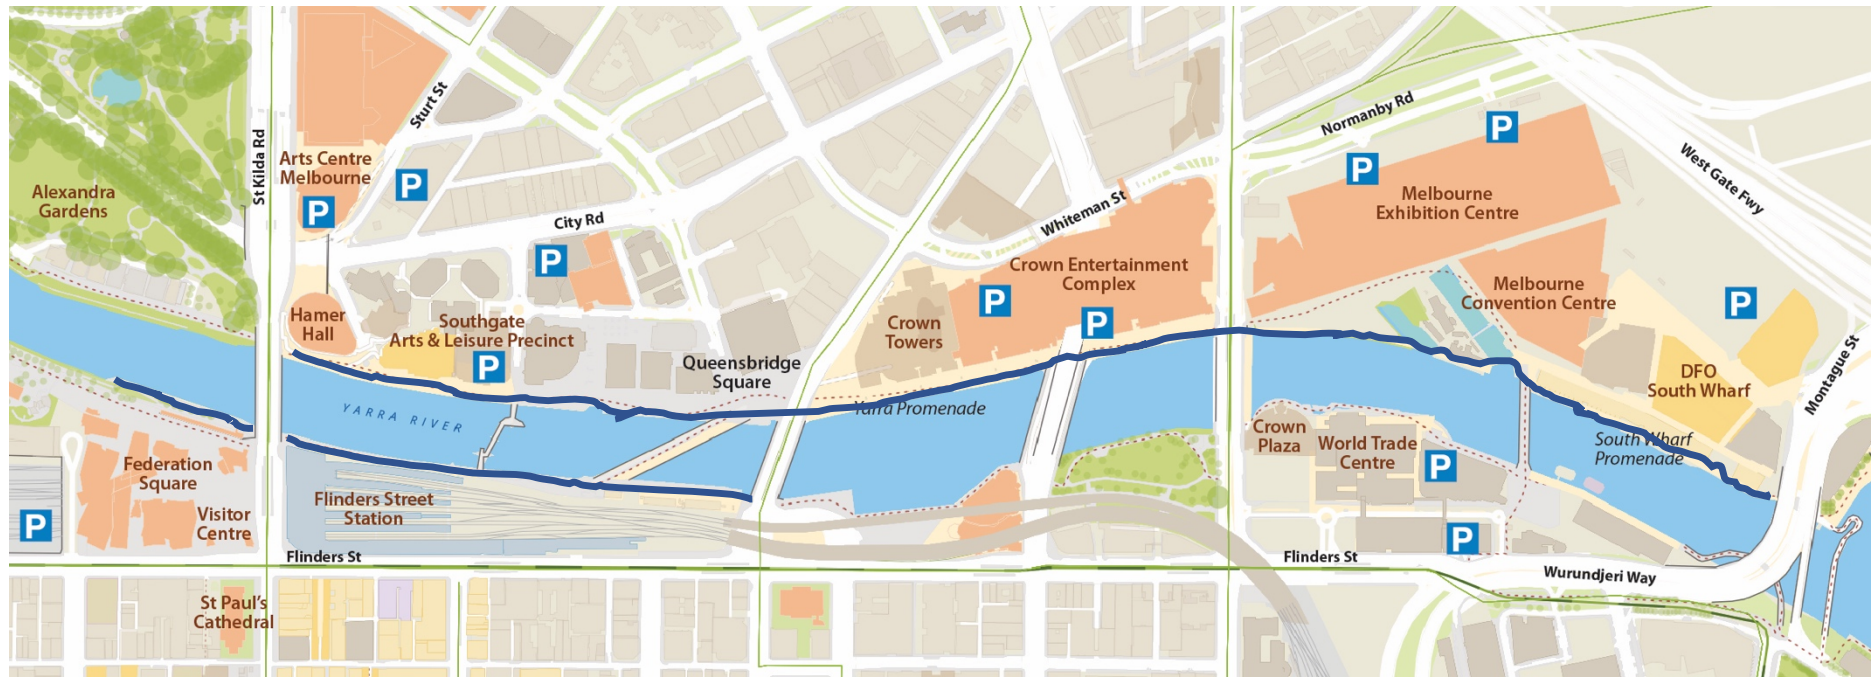 Alexandra
Gardens
St Kilda Rd
Arts Centre
Melbourne
P
Sturt St
P
City Rd
P
Hamer
Hall
Southgate
Arts & Leisure Precinct
P
Queensbridge
Square
Crown
Towers
Whiteman St
Crown Entertainment
Complex
P
P
Normanby Rd
P
P
Melbourne
Exhibition Centre
West Gate Fwy
Melbourne
Convention Centre
P
DFO
South Wharf
Montague St
YARRA RIVER
Yarra Promenade
South Wharf
Promenade
Crown
Plaza
World Trade
Centre
P
P
Federation
Square
Visitor
Centre
P
Flinders Street
Station
Flinders St
Flinders St
Wurundjeri Way
St Paul's
Cathedral